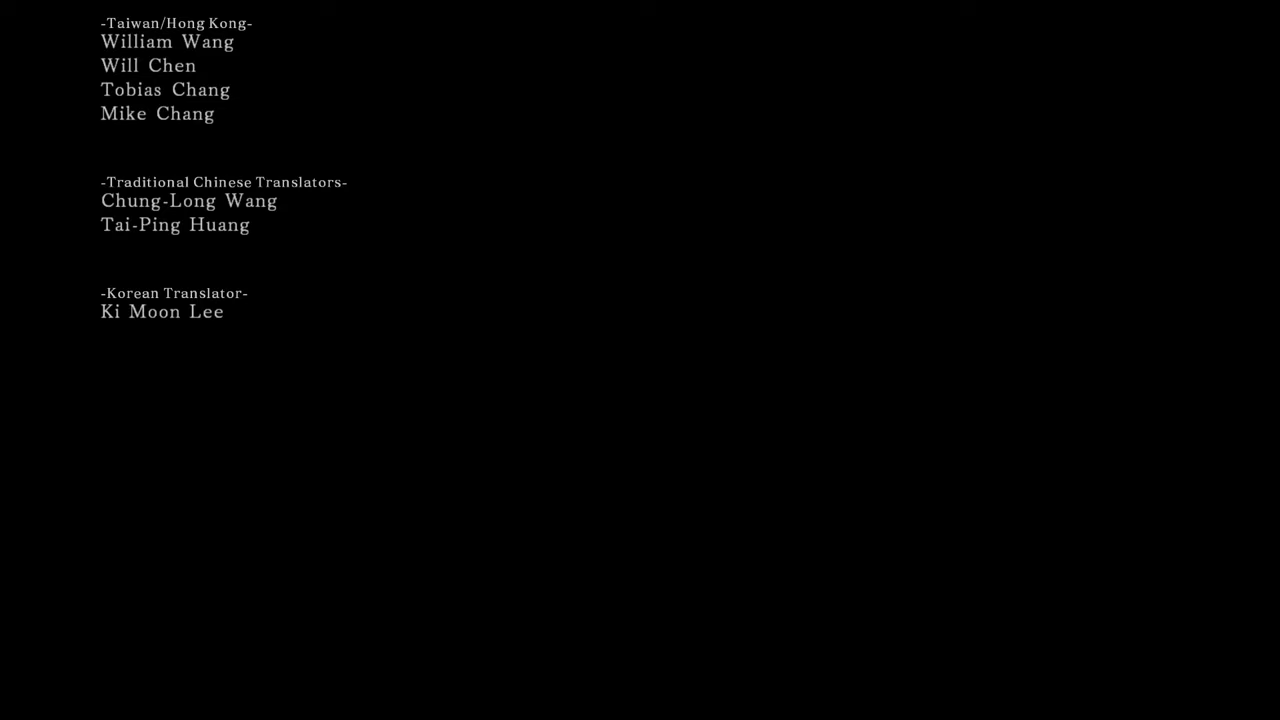 -Taiwan/Hong Kong-
William Wang
Will Chen
Tobias Chang
Mike Chang
-Traditional Chinese Translators-
Chung-Long Wang
Tai-Ping Huang
-Korean Translator-
Ki Moon Lee